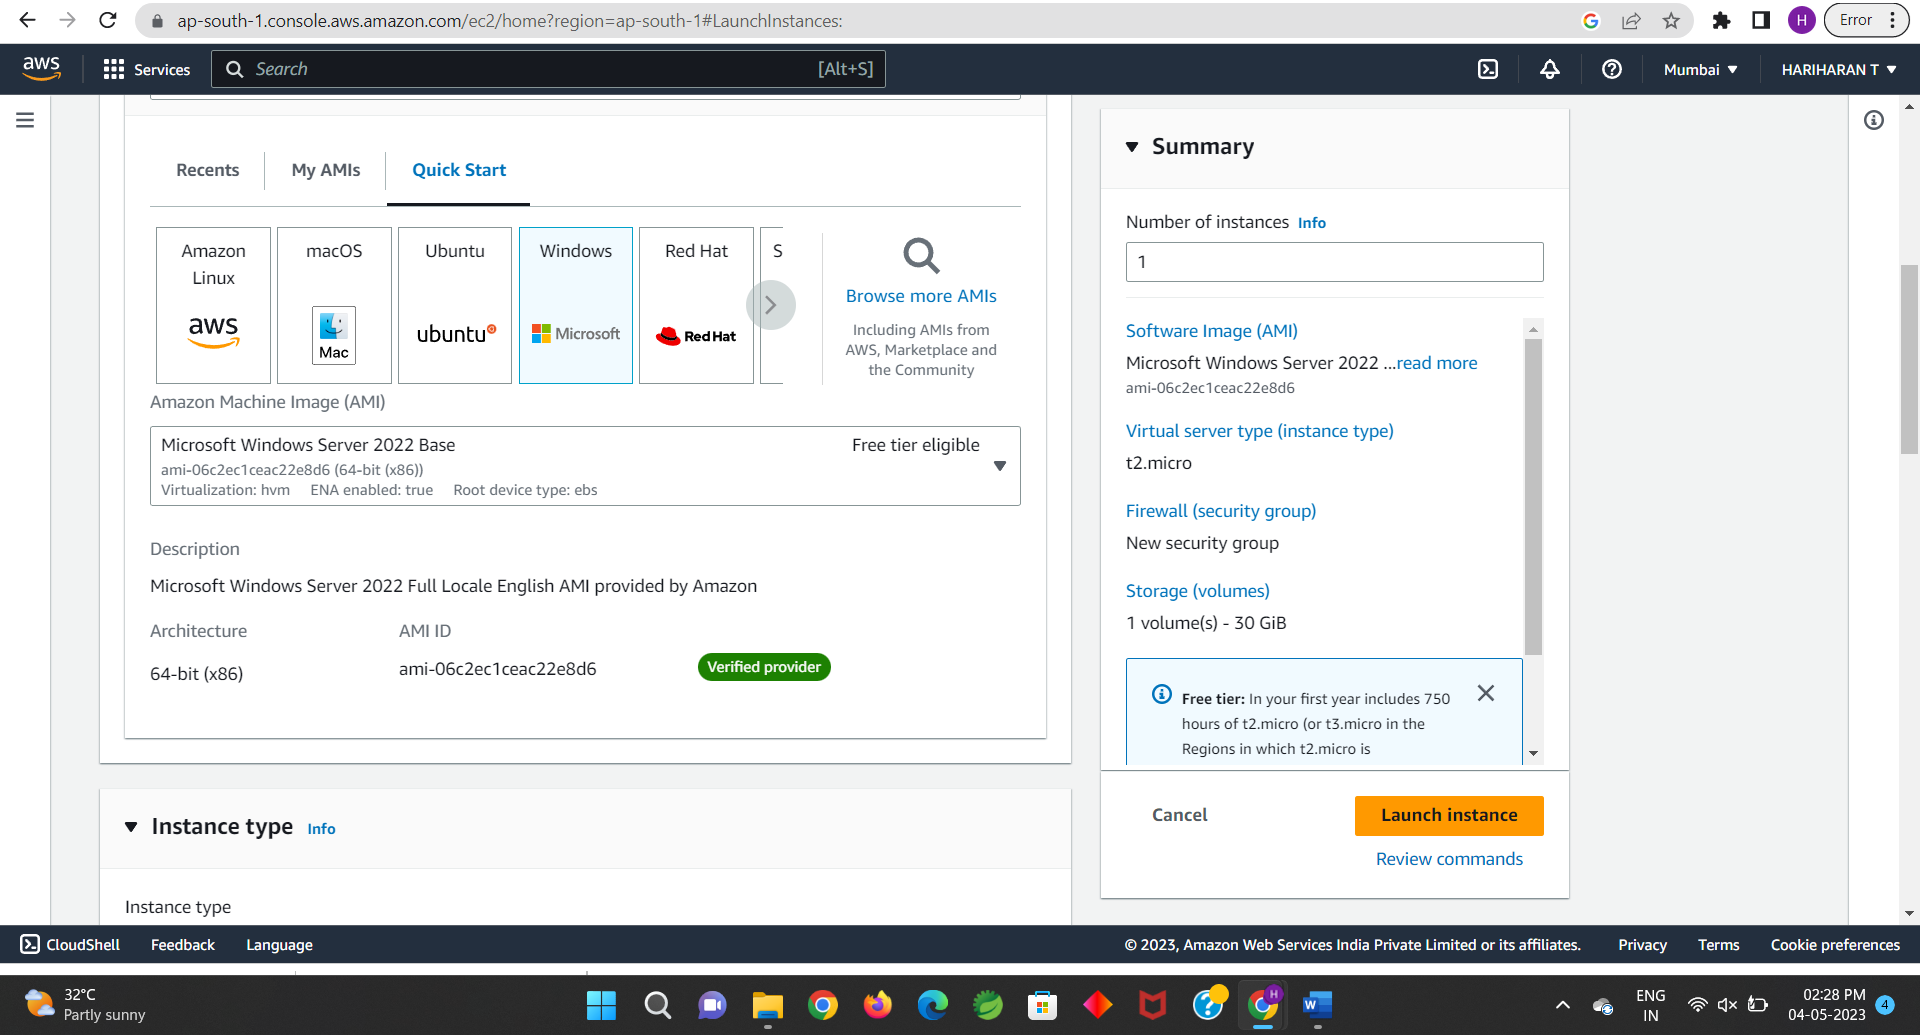 ap-south-1.console.aws.amazon.com/ec2/home?region=ap-south-1#LaunchInstances:
H
Error
aws
Services
Search
[Alt+S]
Mumbai ▼
HARIHARAN T ▼
Recents
My AMIs
Quick Start
Amazon
Linux
aws
macOS
Mac
Ubuntu
ubuntu
Windows
Microsoft
Red Hat
Red Hat
S
Browse more AMIs
Including AMIs from
AWS, Marketplace and
the Community
Amazon Machine Image (AMI)
Microsoft Windows Server 2022 Base
Free tier eligible
ami-06c2ec1ceac22e8d6 (64-bit (x86))
Virtualization: hvm ENA enabled: true Root device type: ebs
Description
Microsoft Windows Server 2022 Full Locale English AMI provided by Amazon
Architecture
AMI ID
64-bit (x86)
ami-06c2ec1ceac22e8d6
Verified provider
Instance type Info
Instance type
Summary
Number of instances Info
1
Software Image (AMI)
Microsoft Windows Server 2022 ...read more
ami-06c2ec1ceac22e8d6
Virtual server type (instance type)
t2.micro
Firewall (security group)
New security group
Storage (volumes)
1 volume(s) - 30 GiB
Free tier: In your first year includes 750
hours of t2.micro (or t3.micro in the
Regions in which t2.micro is
Cancel
Launch instance
Review commands
CloudShell
Feedback
Language
© 2023, Amazon Web Services India Private Limited or its affiliates.
Privacy
Terms
Cookie preferences
32°C
Partly sunny
H
W
ENG
IN
02:28 PM
04-05-2023
4